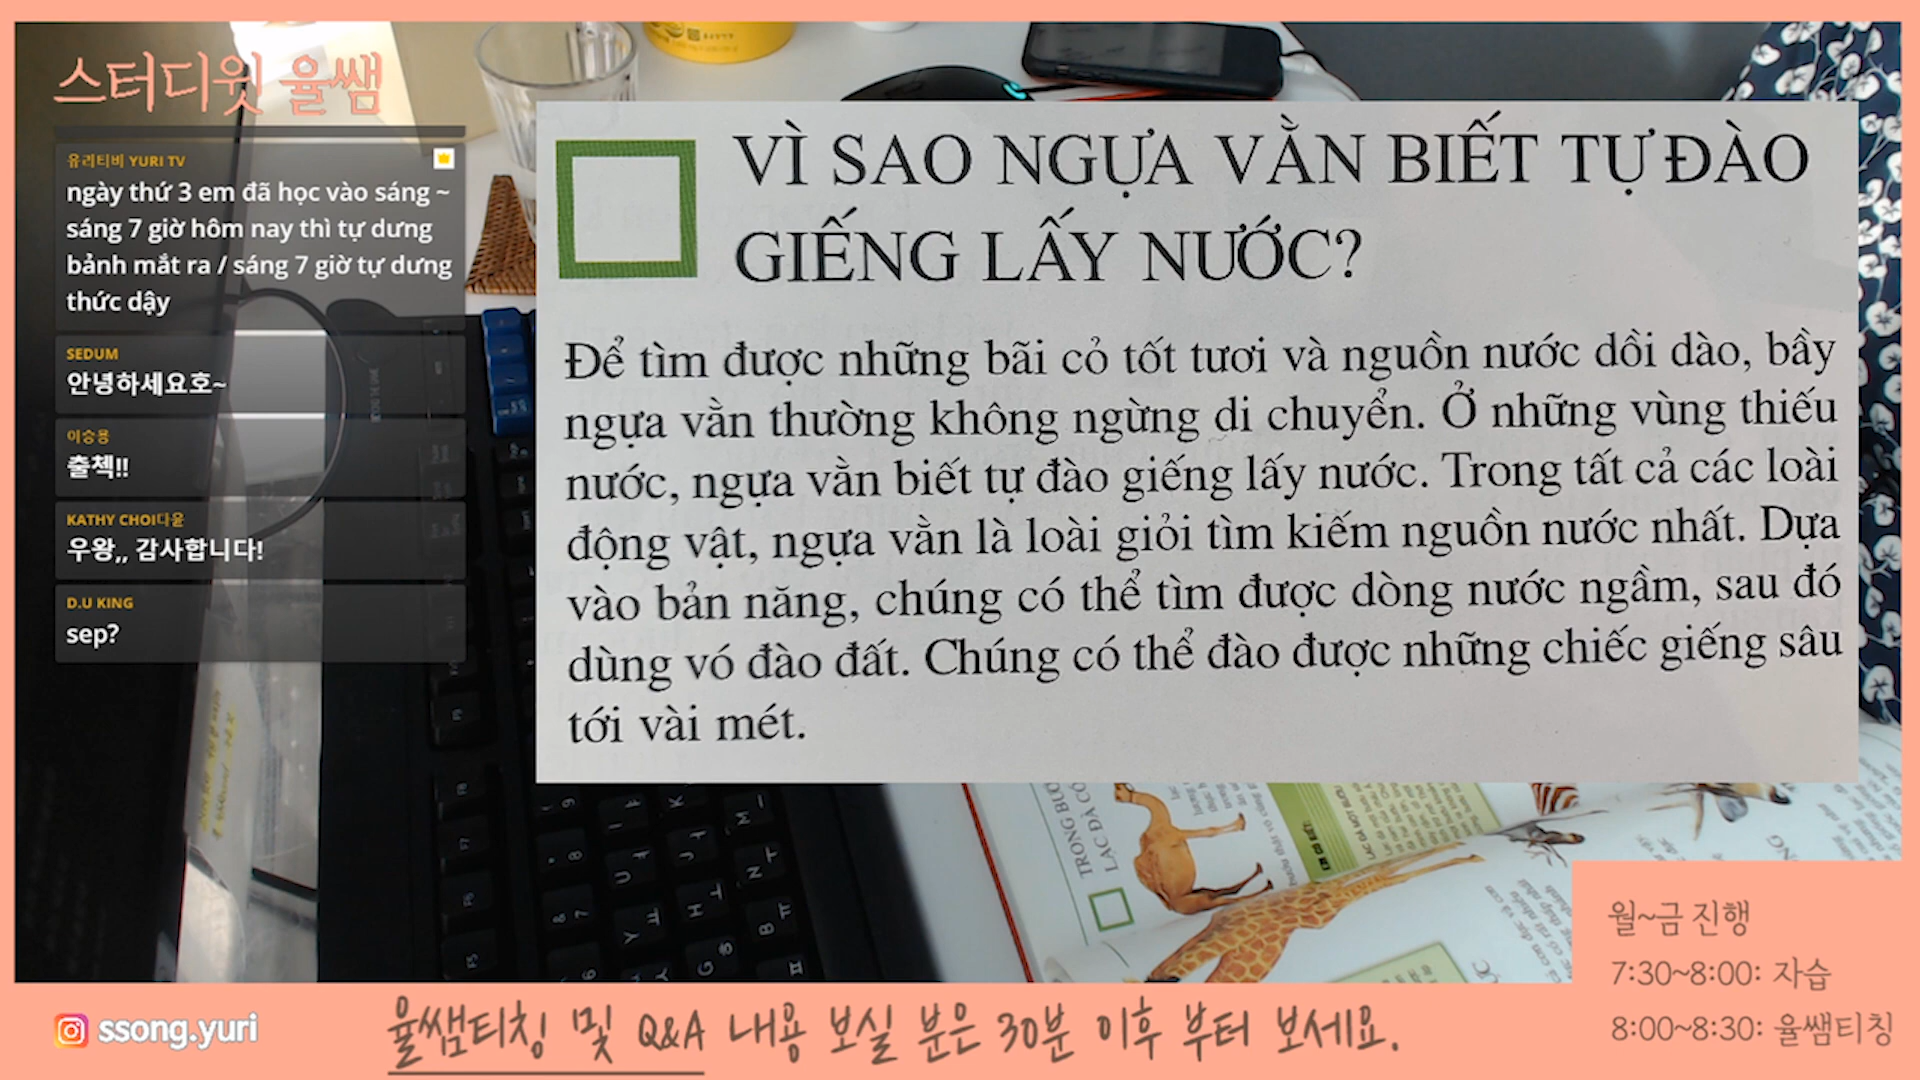 스터디윗 율쌤
유리티비 YURI TV
ngày thứ 3 em đã học vào sáng ~
sáng 7 giờ hôm nay thì tự dưng
bảnh mắt ra / sáng 7 giờ tự dưng
thức dậy
SEDUM
안녕하세요호~
이승용
출첵!!
KATHY CHOI다윤
우왕,, 감사합니다!
D.U KING
sep?
VÌ SAO NGỰA VẰN BIẾT TỰ ĐÀO
GIẾNG LẤY NƯỚC?
Để tìm được những bãi cỏ tốt tươi và nguồn nước dồi dào, bầy
ngựa vằn thường không ngừng di chuyển. Ở những vùng thiếu
nước, ngựa vằn biết tự đào giếng lấy nước. Trong tất cả các loài
động vật, ngựa vằn là loài giỏi tìm kiếm nguồn nước nhất. Dựa
vào bản năng, chúng có thể tìm được dòng nước ngầm, sau đó
dùng vó đào đất. Chúng có thể đào được những chiếc giếng sâu
tới vài mét.
TRONG
LẠC ĐÀ
월~금 진행
7:30~8:00: 자습
8:00~8:30: 율쌤티칭
ssong.yuri
율쌤티칭 및 Q&A 내용 보실 분은 30분 이후 부터 보세요.